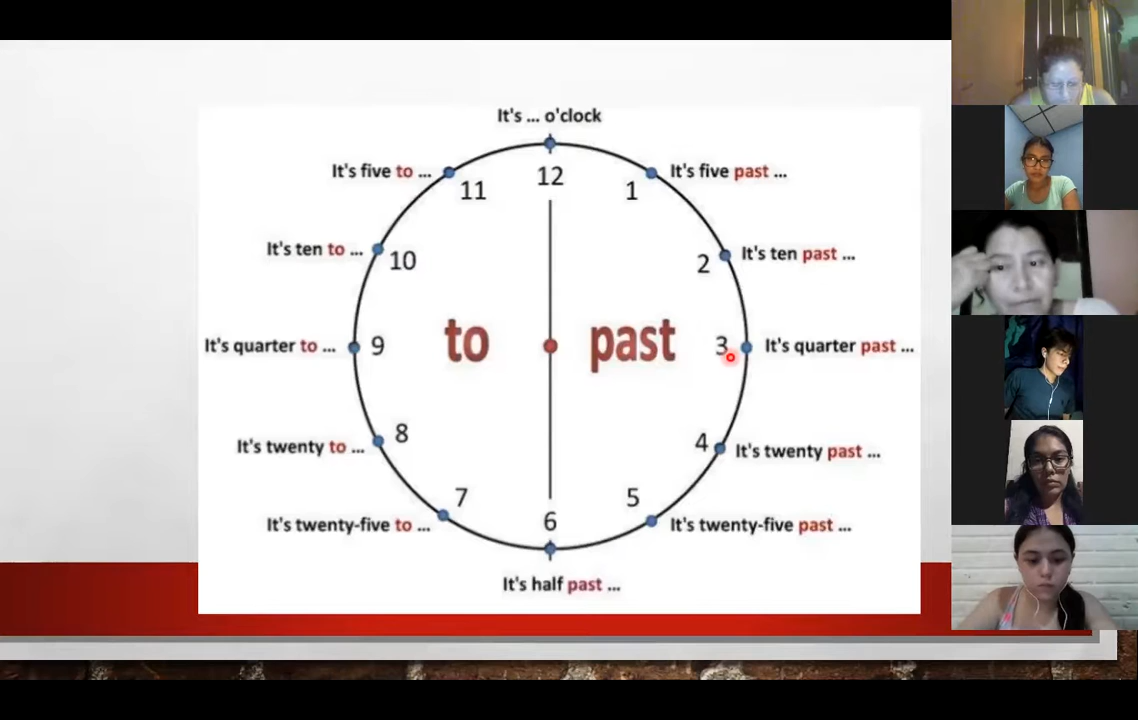 It's ... o'clock
It's five to ...
It's five past ...
11
12
1
It's ten to ...
It's ten past ...
10
2
It's quarter to ...
9
to
past
3
It's quarter past ...
It's twenty to ...
8
4
It's twenty past ...
7
5
It's twenty-five to ...
6
It's twenty-five past ...
It's half past ...